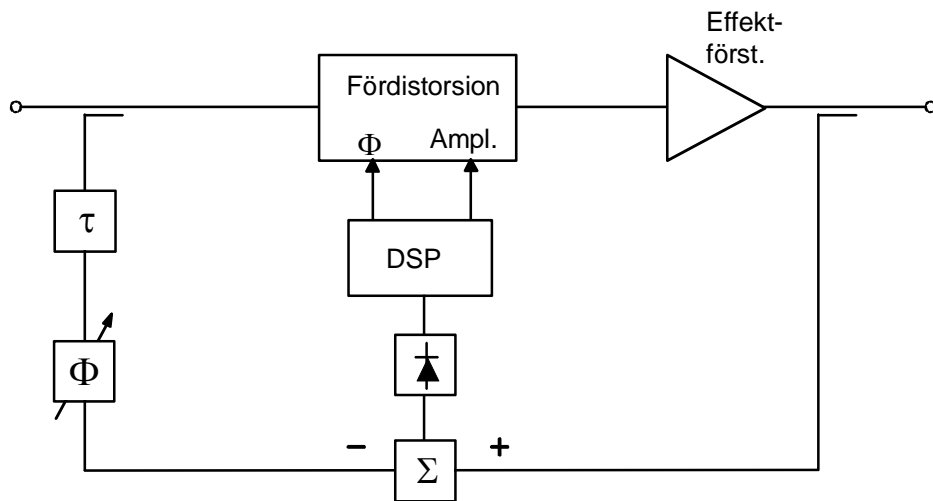 Effekt-
först.
Fördistorsion
Φ Ampl.
τ
DSP
Φ
− +
Σ